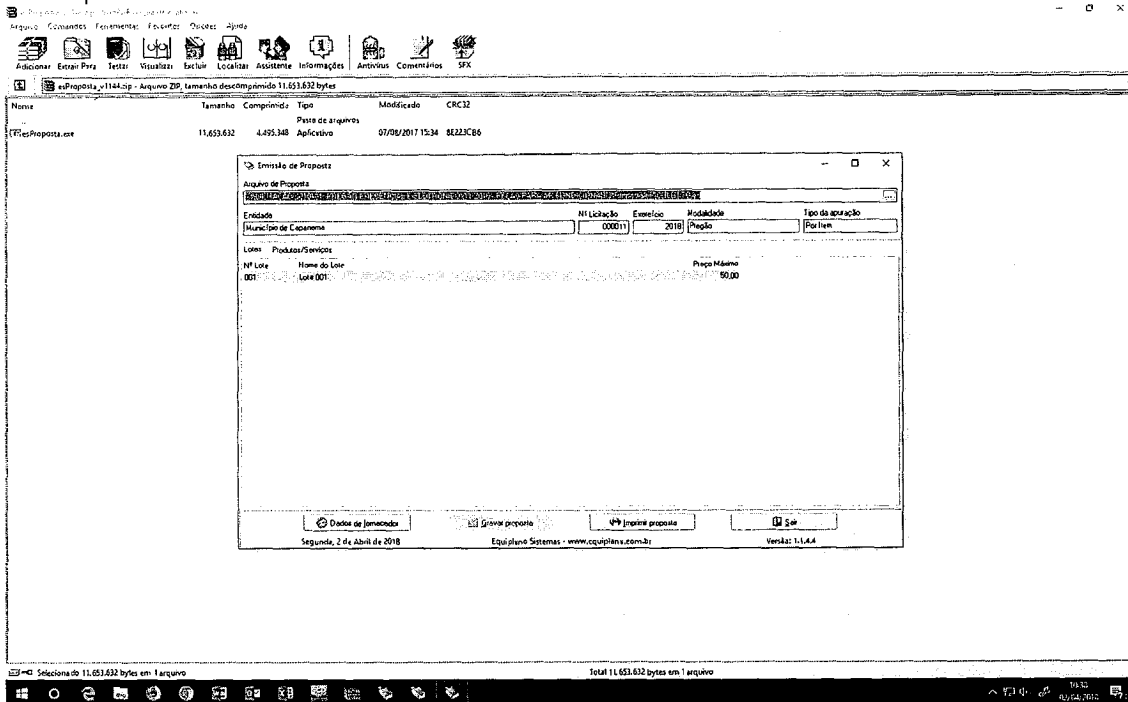 Arquivo Comandos Ferramentas Favoritos Opções Ajuda
Adicionar Extrair Para Testar Visualizar Excluir Localizar Assistente Informações Antivírus Comentários SFX
esProposta_v1144.zip - Arquivo ZIP, tamanho descomprimido 11.653.632 bytes
Nome Tamanho Comprimido Tipo Modificado CRC32
..
Pasta de arquivos
esProposta.exe 11.653.632 4.495.348 Aplicativo 07/08/2017 15:34 8E223CB6
Emissão de Proposta
Arquivo de Proposta
Entidade Nº Licitação Exercício Modalidade Tipo da apuração
Município de Capanema 000011 2018 Pregão Por Item
Lotes Produtos/Serviços
Nº Lote Nome do Lote Preço Máximo
001 Lote 001 50,00
Dados do fornecedor Gravar proposta Imprimir proposta Sair
Segunda, 2 de Abril de 2018 Equiplano Sistemas - www.equiplano.com.br Versão: 1.1.4.4
Selecionado 11.653.632 bytes em 1 arquivo Total 11.653.632 bytes em 1 arquivo